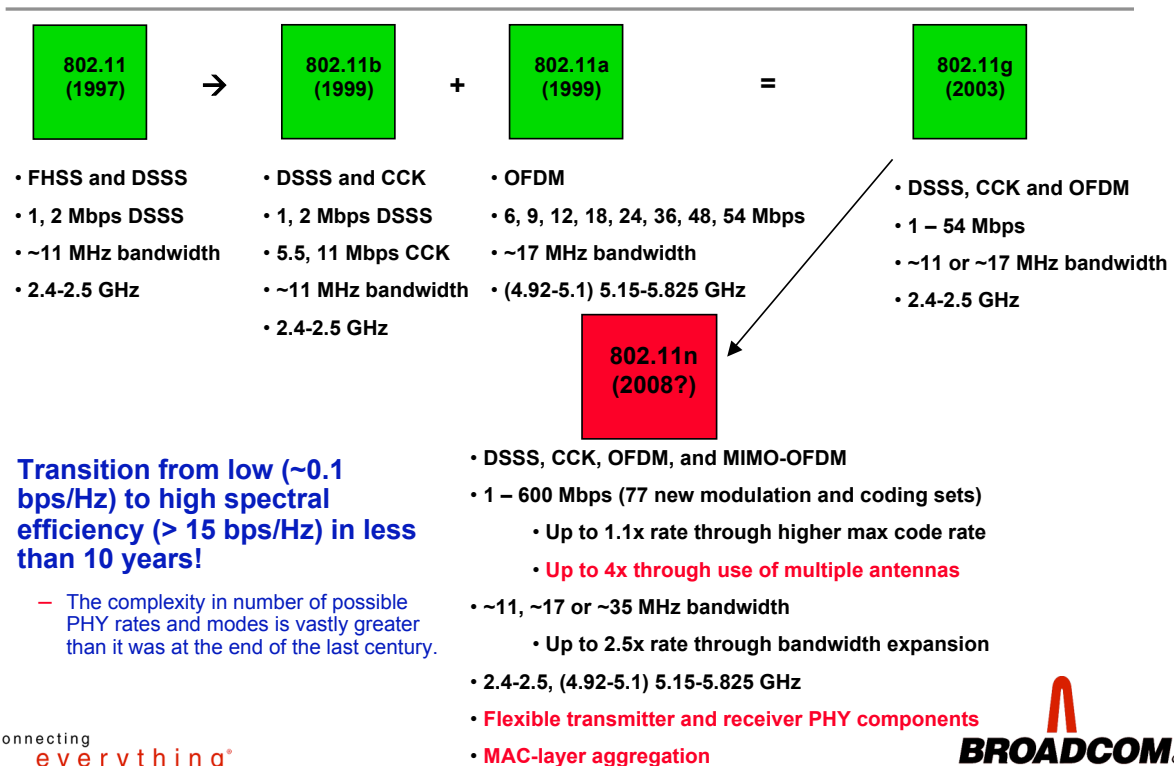 802.11
(1997)
→
802.11b
(1999)
+
802.11a
(1999)
=
802.11g
(2003)
• FHSS and DSSS
• 1, 2 Mbps DSSS
• ~11 MHz bandwidth
• 2.4-2.5 GHz
• DSSS and CCK
• 1, 2 Mbps DSSS
• 5.5, 11 Mbps CCK
• ~11 MHz bandwidth
• 2.4-2.5 GHz
• OFDM
• 6, 9, 12, 18, 24, 36, 48, 54 Mbps
• ~17 MHz bandwidth
• (4.92-5.1) 5.15-5.825 GHz
• DSSS, CCK and OFDM
• 1 – 54 Mbps
• ~11 or ~17 MHz bandwidth
• 2.4-2.5 GHz
802.11n
(2008?)
Transition from low (~0.1
bps/Hz) to high spectral
efficiency (> 15 bps/Hz) in less
than 10 years!
– The complexity in number of possible
PHY rates and modes is vastly greater
than it was at the end of the last century.
• DSSS, CCK, OFDM, and MIMO-OFDM
• 1 – 600 Mbps (77 new modulation and coding sets)
• Up to 1.1x rate through higher max code rate
• Up to 4x through use of multiple antennas
• ~11, ~17 or ~35 MHz bandwidth
• Up to 2.5x rate through bandwidth expansion
• 2.4-2.5, (4.92-5.1) 5.15-5.825 GHz
• Flexible transmitter and receiver PHY components
• MAC-layer aggregation
onnecting
everything®
BROADCOM.